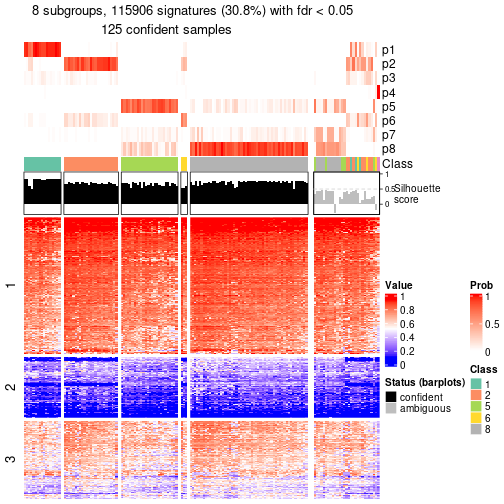 8 subgroups, 115906 signatures (30.8%) with fdr < 0.05
125 confident samples
p1
p2
p3
p4
p5
p6
p7
p8
Class
1
0.5
0
Silhouette
score
1
2
3
Value
1
0.8
0.6
0.4
0.2
0
Prob
1
0.5
0
Status (barplots)
confident
ambiguous
Class
1
2
5
6
8